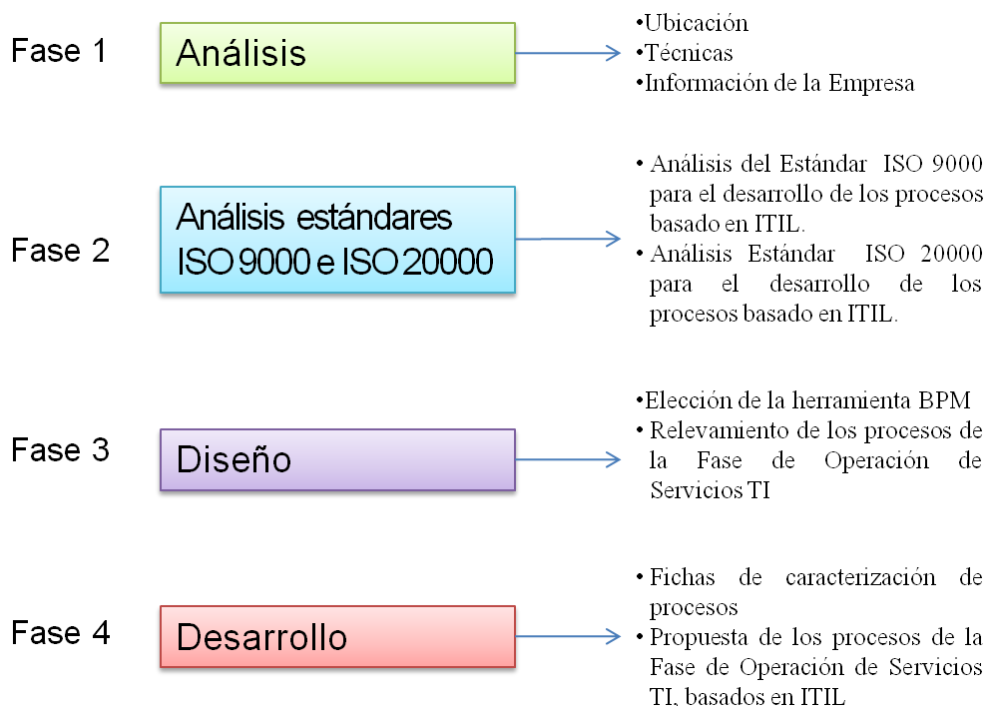 Fase 1
Análisis
•Ubicación
•Técnicas
•Información de la Empresa
Fase 2
Análisis estándares
ISO 9000 e ISO 20000
• Análisis del Estándar ISO 9000
para el desarrollo de los procesos
basado en ITIL.
• Análisis Estándar ISO 20000
para el desarrollo de los
procesos basado en ITIL.
Fase 3
Diseño
•Elección de la herramienta BPM
• Relevamiento de los procesos de
la Fase de Operación de
Servicios TI
Fase 4
Desarrollo
• Fichas de caracterización de
procesos
• Propuesta de los procesos de la
Fase de Operación de Servicios
TI, basados en ITIL